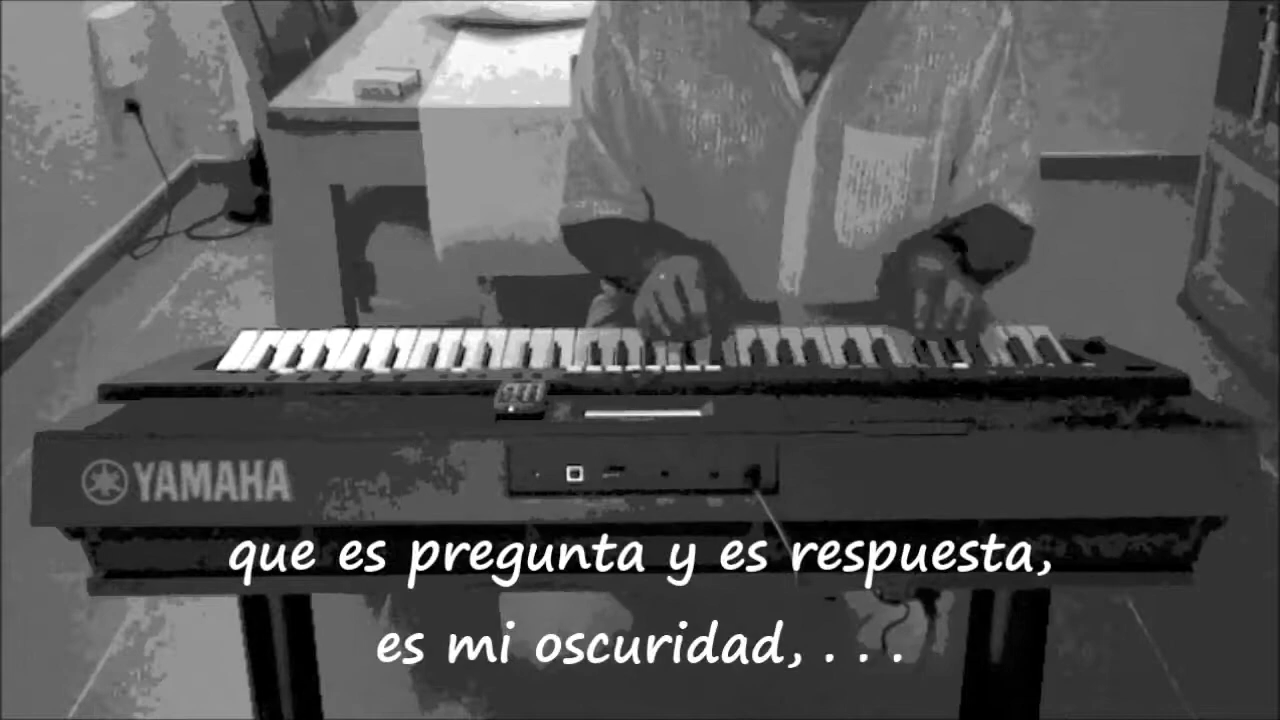 YAMAHA
que es pregunta y es respuesta,
es mi oscuridad, . . .